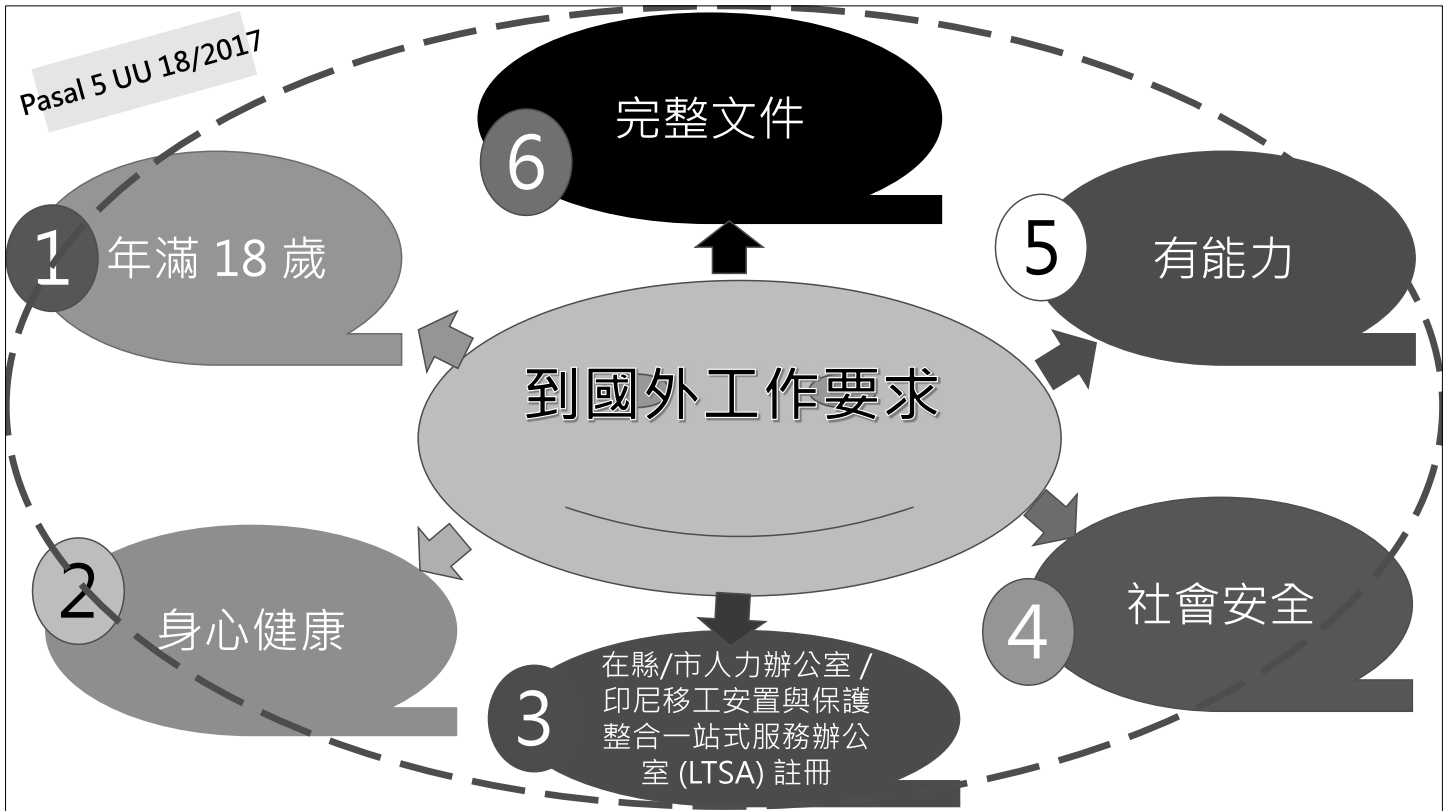 Pasal 5 UU 18/2017
到國外工作要求
1
年滿 18 歲
2
身心健康
3
在縣/市人力辦公室 /
印尼移工安置與保護
整合一站式服務辦公
室 (LTSA) 註冊
4
社會安全
5
有能力
6
完整文件